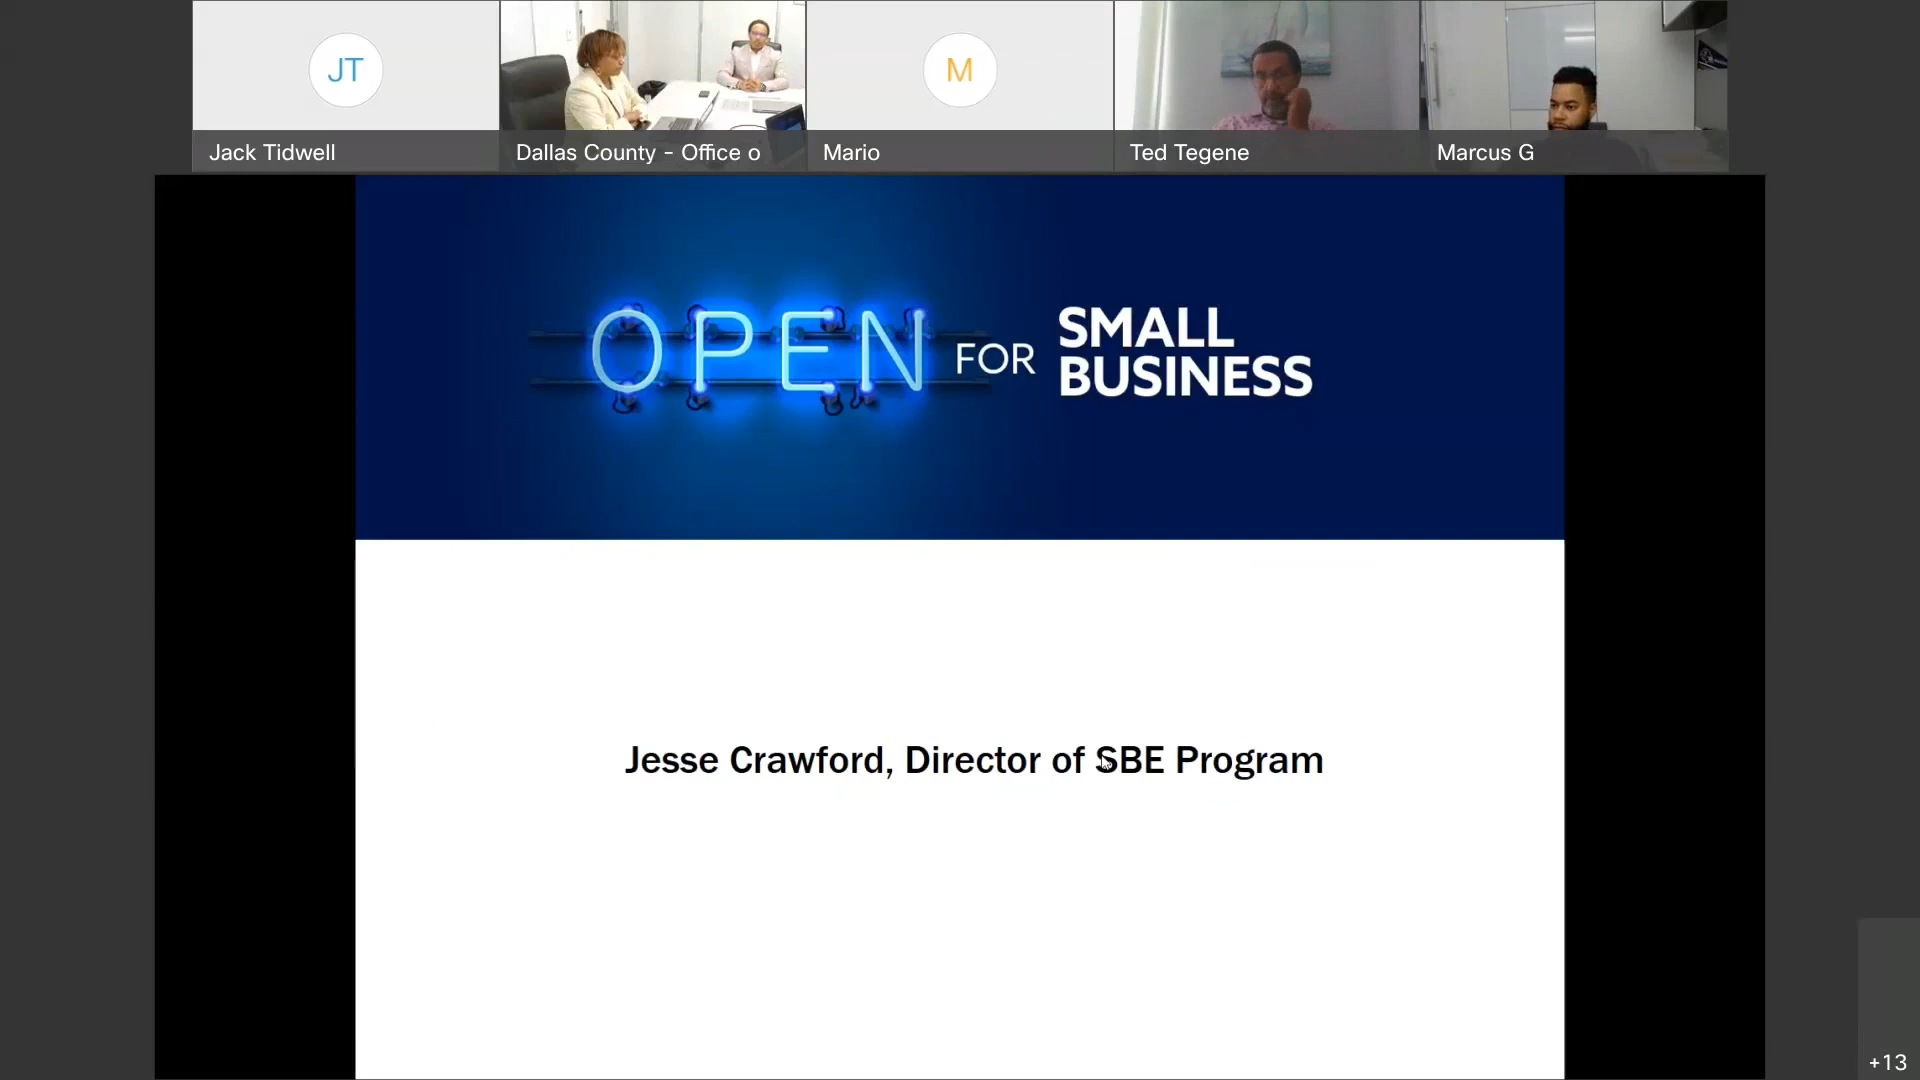 JT
M
Jack Tidwell
Dallas County - Office o
Mario
Ted Tegene
Marcus G
OPEN FOR SMALL
BUSINESS
Jesse Crawford, Director of SBE Program
+13